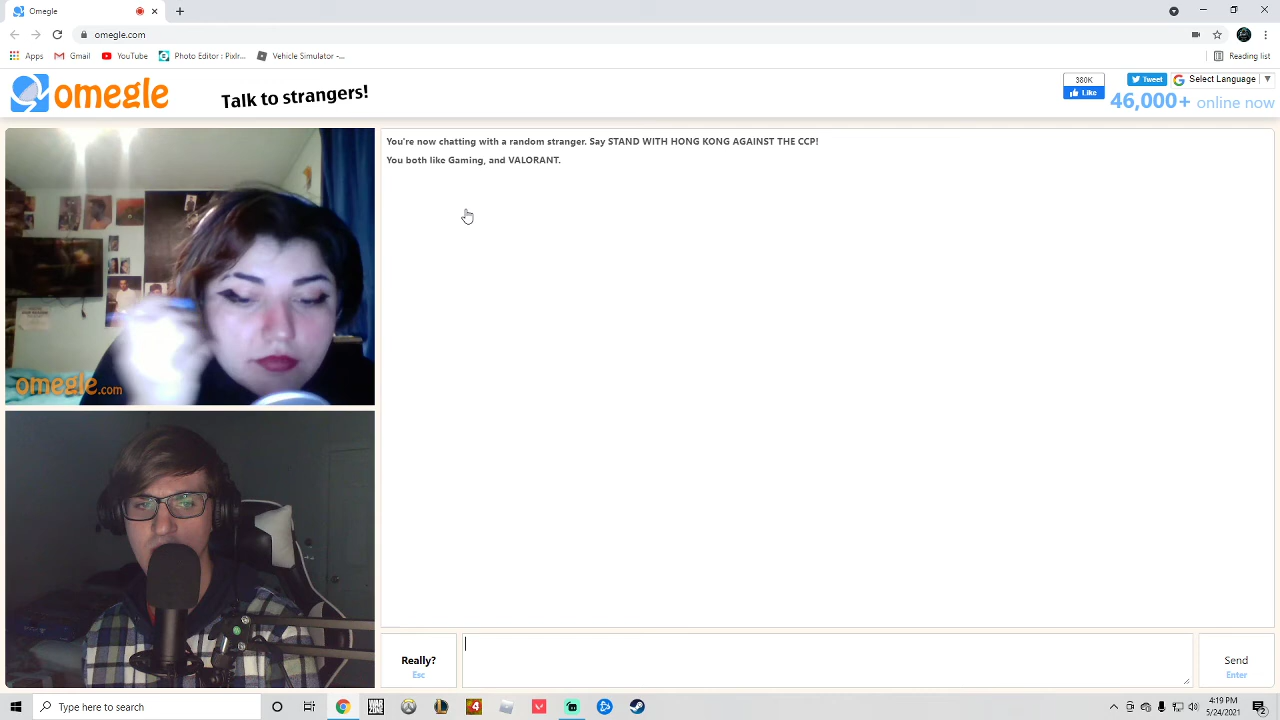 Omegle
omegle.com
Apps
Gmail
YouTube
Photo Editor : Pixlr...
Vehicle Simulator -...
Reading list
omegle
Talk to strangers!
380K
Like
Tweet
Select Language
46,000+ online now
You're now chatting with a random stranger. Say STAND WITH HONG KONG AGAINST THE CCP!
You both like Gaming, and VALORANT.
omegle.com
Really?
Esc
Send
Enter
Type here to search
4:19 PM
5/24/2021